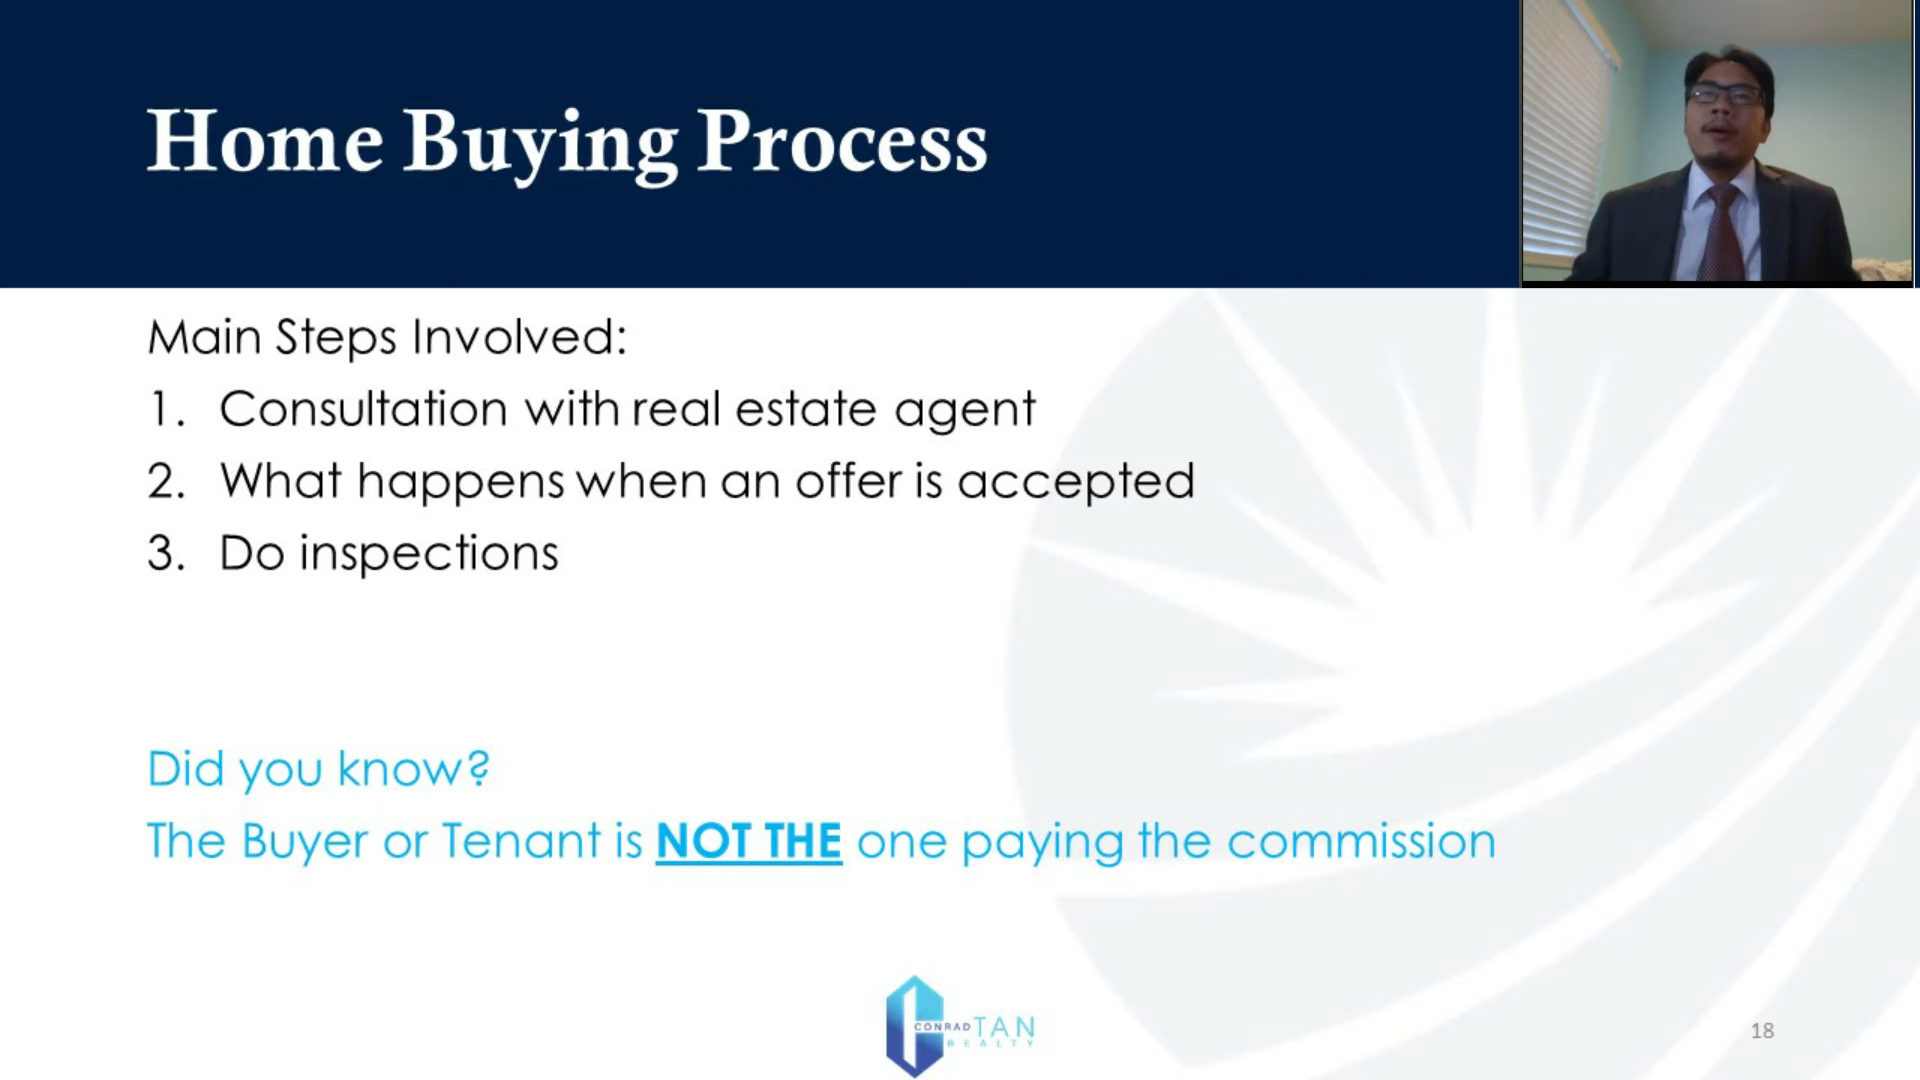 Home Buying Process
Main Steps Involved:
1. Consultation with real estate agent
2. What happens when an offer is accepted
3. Do inspections
Did you know?
The Buyer or Tenant is NOT THE one paying the commission
CONRAD TAN
REALTY
18